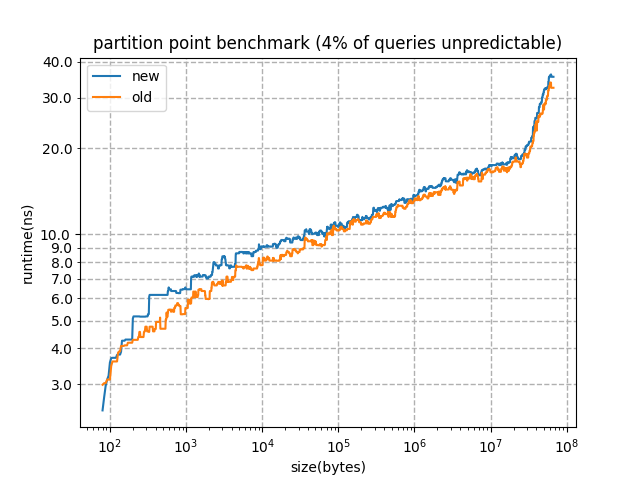 partition point benchmark (4% of queries unpredictable)
new
old
40.0
30.0
20.0
10.0
9.0
8.0
7.0
6.0
5.0
4.0
3.0
runtime(ns)
10² 10³ 10⁴ 10⁵ 10⁶ 10⁷ 10⁸
size(bytes)